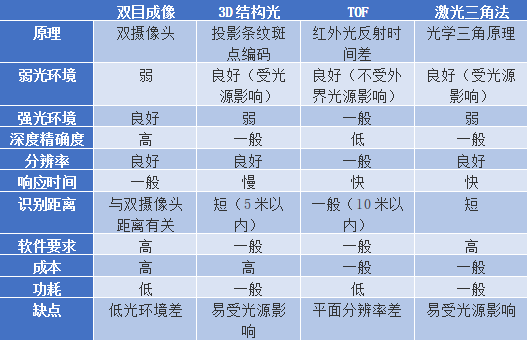 双目成像 3D结构光 TOF 激光三角法
原理 双摄像头 投影条纹斑点编码 红外光反射时间差 光学三角原理
弱光环境 弱 良好（受光源影响） 良好（不受外界光源影响） 良好（受光源影响）
强光环境 良好 弱 一般 弱
深度精确度 高 一般 低 一般
分辨率 良好 良好 一般 良好
响应时间 一般 慢 快 快
识别距离 与双摄像头距离有关 短（5米以内） 一般（10米以内） 短
软件要求 高 一般 一般 高
成本 高 高 一般 一般
功耗 低 一般 低 一般
缺点 低光环境差 易受光源影响 平面分辨率差 易受光源影响